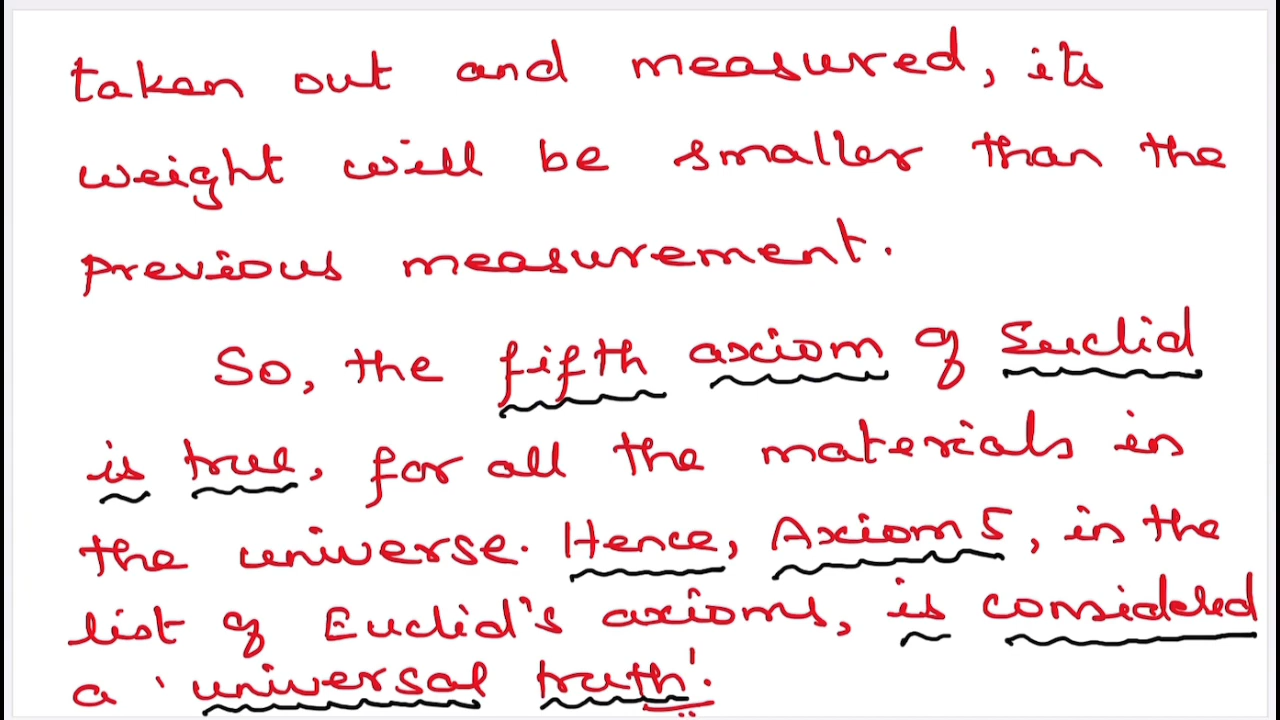 taken out and measured, its
weight will be smaller than the
previous measurement.
So, the fifth axiom of Euclid
is true, for all the materials in
the universe. Hence, Axiom 5, in the
list of Euclid's axioms, is considered
a 'universal truth'.